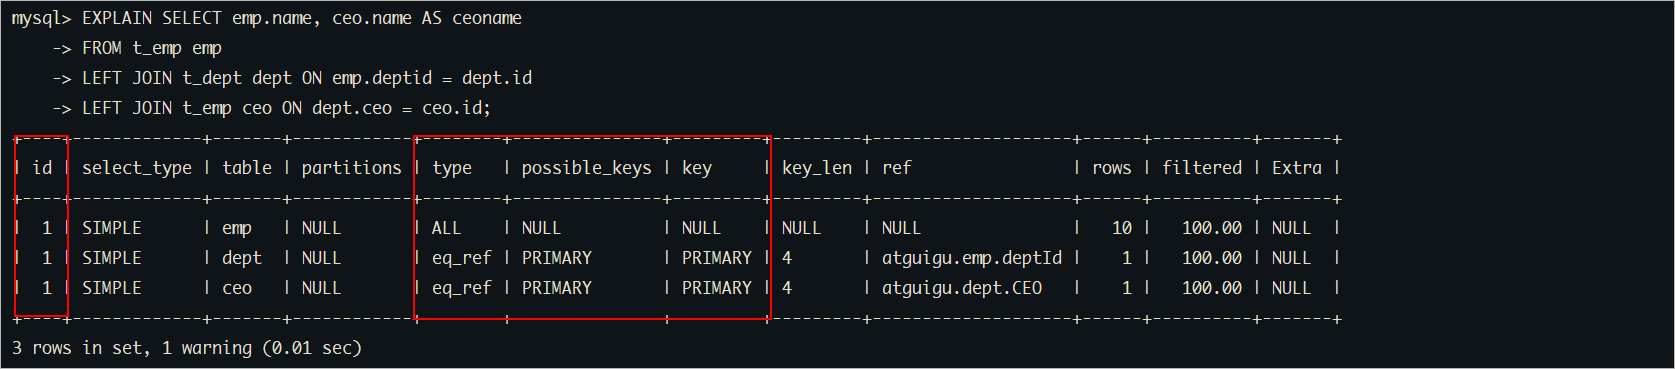 mysql> EXPLAIN SELECT emp.name, ceo.name AS ceoname
    -> FROM t_emp emp
    -> LEFT JOIN t_dept dept ON emp.deptid = dept.id
    -> LEFT JOIN t_emp ceo ON dept.ceo = ceo.id;
+----+-------------+-------+------------+--------+---------------+---------+---------+--------------------+------+----------+-------+
| id | select_type | table | partitions | type   | possible_keys | key     | key_len | ref                | rows | filtered | Extra |
+----+-------------+-------+------------+--------+---------------+---------+---------+--------------------+------+----------+-------+
|  1 | SIMPLE      | emp   | NULL       | ALL    | NULL          | NULL    | NULL    | NULL               |   10 |   100.00 | NULL  |
|  1 | SIMPLE      | dept  | NULL       | eq_ref | PRIMARY       | PRIMARY | 4       | atguigu.emp.deptId |    1 |   100.00 | NULL  |
|  1 | SIMPLE      | ceo   | NULL       | eq_ref | PRIMARY       | PRIMARY | 4       | atguigu.dept.CEO   |    1 |   100.00 | NULL  |
+----+-------------+-------+------------+--------+---------------+---------+---------+--------------------+------+----------+-------+
3 rows in set, 1 warning (0.01 sec)